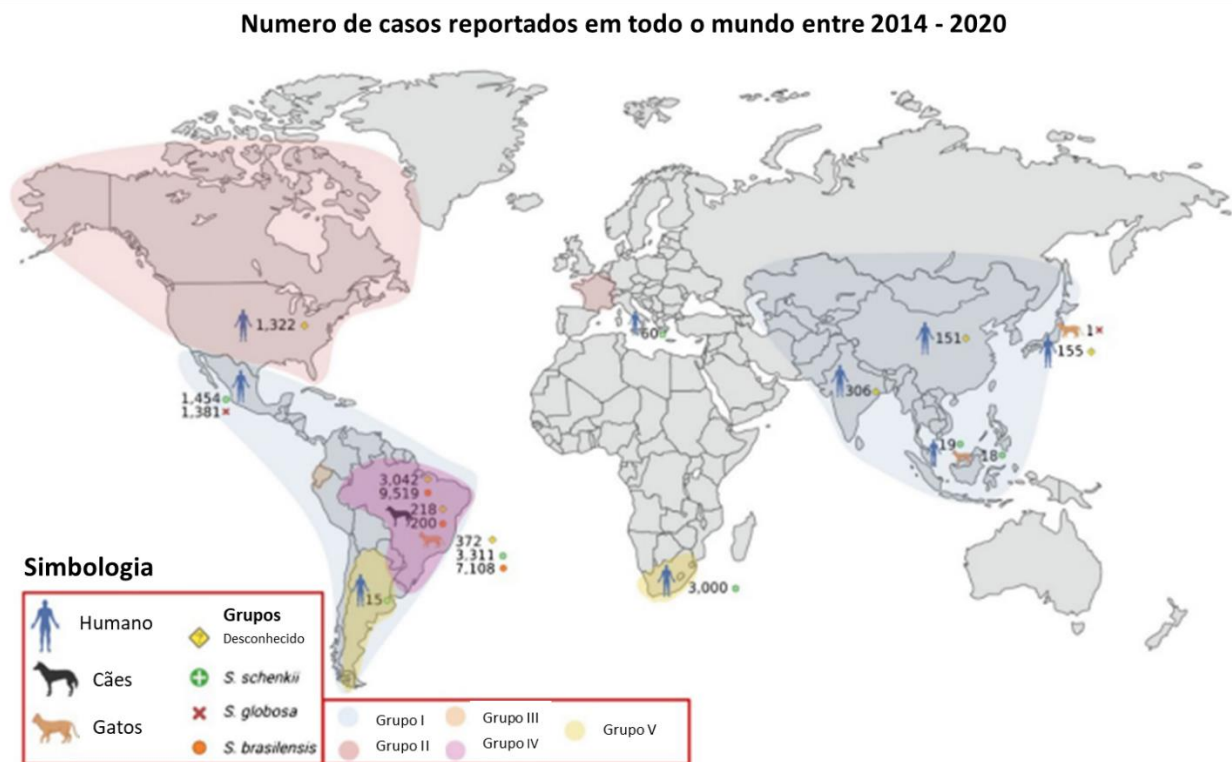 Numero de casos reportados em todo o mundo entre 2014 - 2020
1,322
60
151
1
155
306
1,454
1,381
19
18
3,042
9,519
218
200
372
3,311
7,108
15
3,000
Simbologia
Humano
Cães
Gatos
Grupos
Desconhecido
S. schenkii
S. globosa
S. brasilensis
Grupo I
Grupo II
Grupo III
Grupo IV
Grupo V